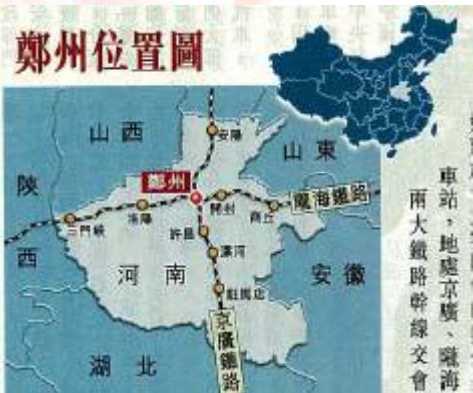 鄭州位置圖
山西
山東
安陽
陝西
鄭州
隴海鐵路
三門峽
洛陽
開封
商丘
許昌
漯河
河南
安徽
駐馬店
京廣鐵路
湖北
車站，地處京廣、隴海
兩大鐵路幹線交會